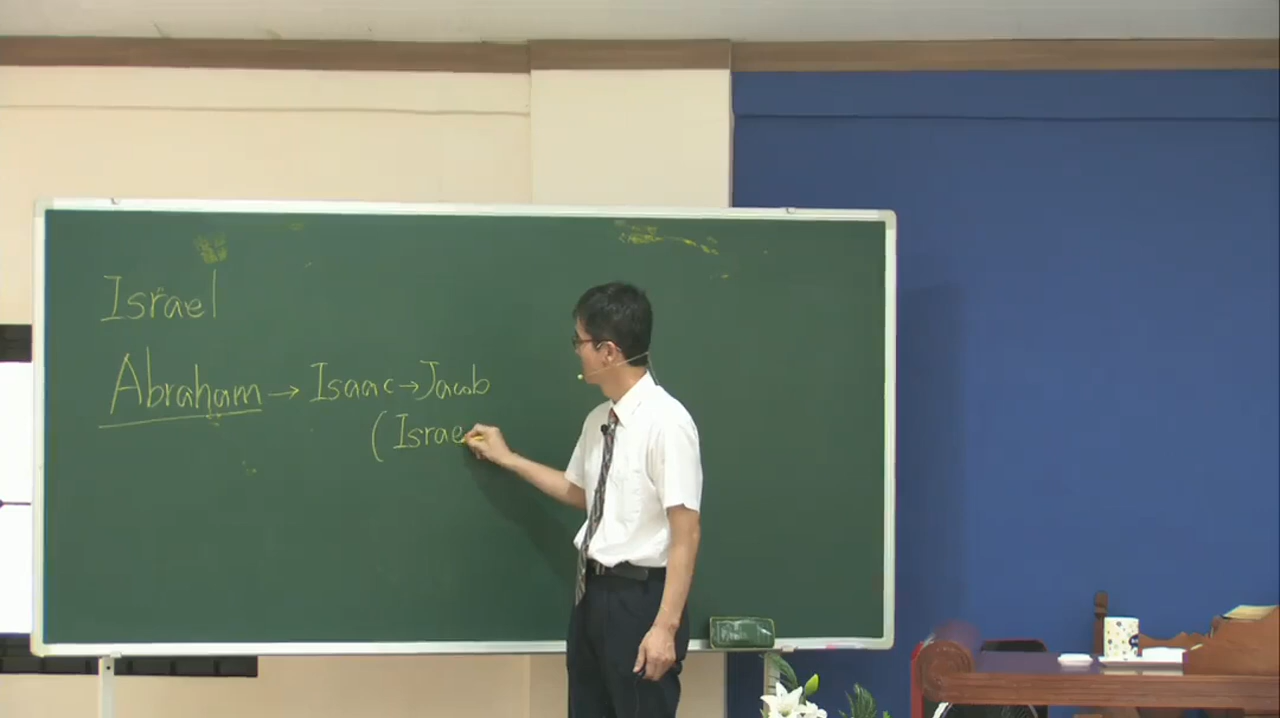 Israel
Abraham → Isaac → Jacob
(Israe